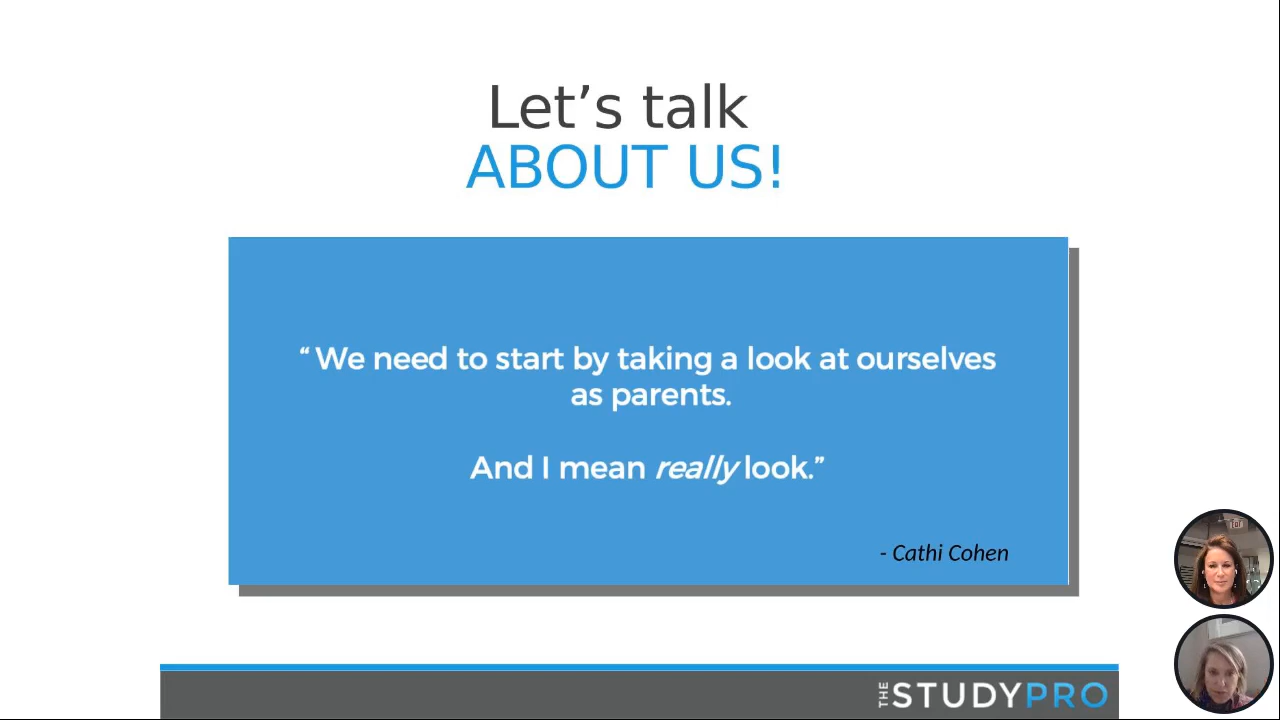 Let’s talk
ABOUT US!
“ We need to start by taking a look at ourselves
as parents.
And I mean really look.”
- Cathi Cohen
THE STUDYPRO